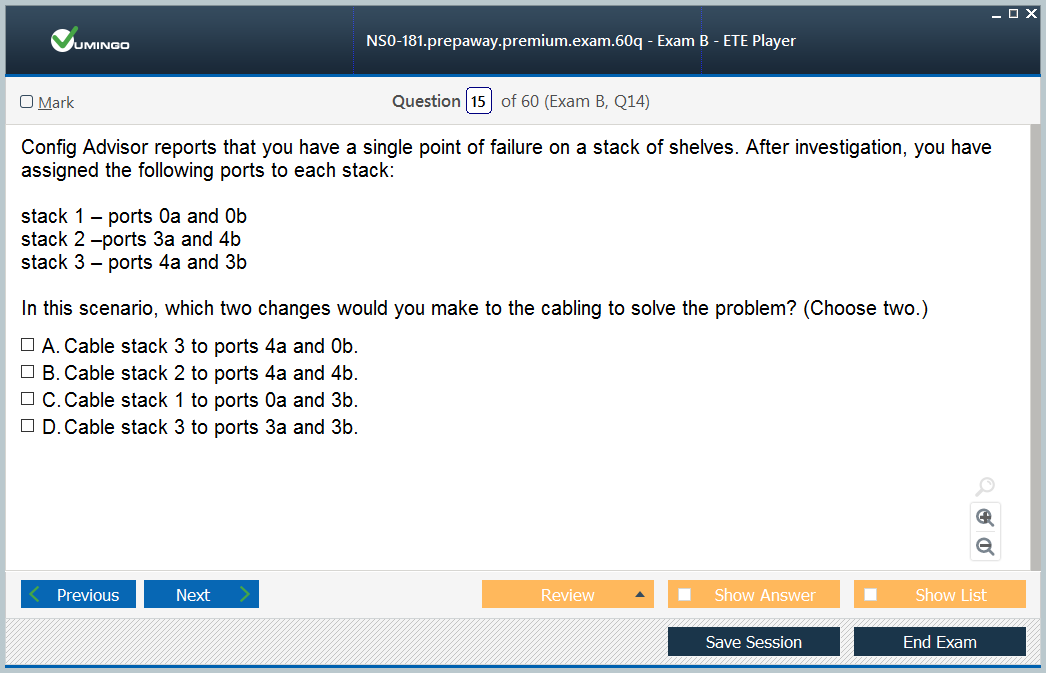 VUMINGO
NS0-181.prepaway.premium.exam.60q - Exam B - ETE Player
Mark
Question 15 of 60 (Exam B, Q14)
Config Advisor reports that you have a single point of failure on a stack of shelves. After investigation, you have
assigned the following ports to each stack:
stack 1 – ports 0a and 0b
stack 2 –ports 3a and 4b
stack 3 – ports 4a and 3b
In this scenario, which two changes would you make to the cabling to solve the problem? (Choose two.)
A. Cable stack 3 to ports 4a and 0b.
B. Cable stack 2 to ports 4a and 4b.
C. Cable stack 1 to ports 0a and 3b.
D. Cable stack 3 to ports 3a and 3b.
Previous
Next
Review
Show Answer
Show List
Save Session
End Exam